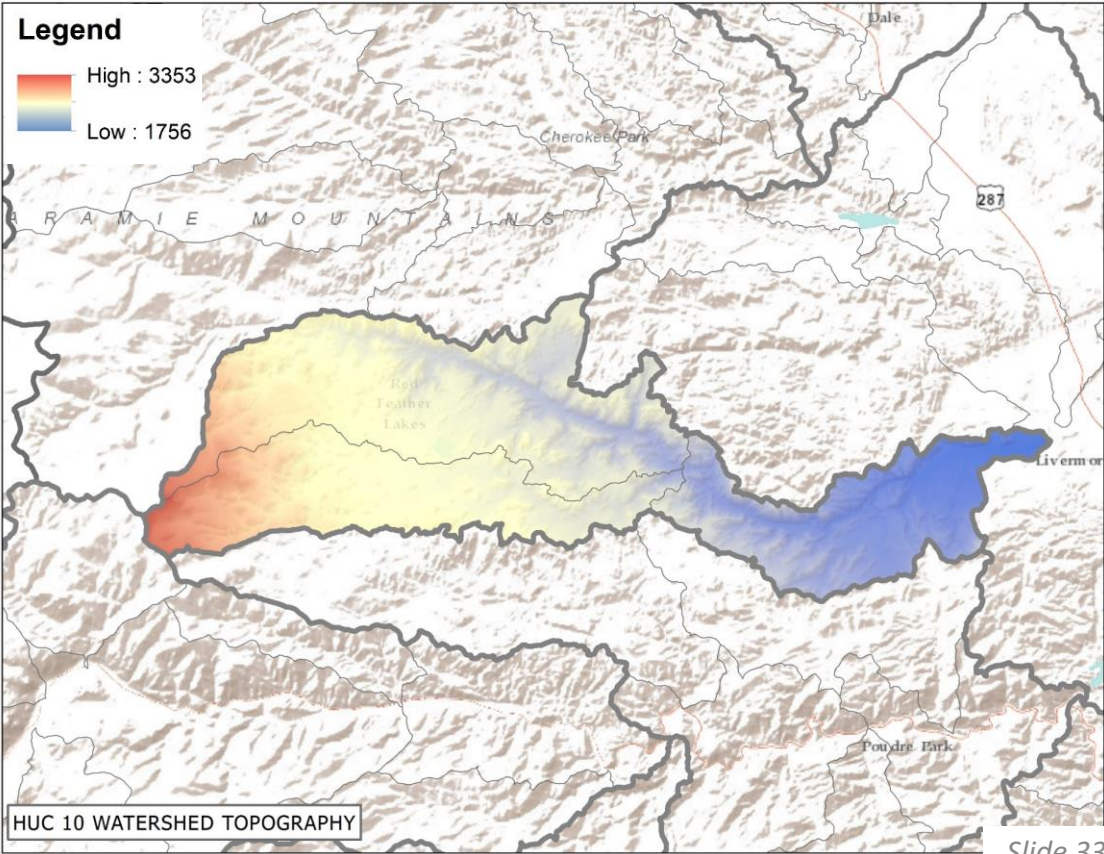 Legend
High : 3353
Low : 1756
Dale
Cherokee Park
ARAMIE MOUNTAINS
287
Red
Feather
Lakes
Livermor
Poudre Park
HUC 10 WATERSHED TOPOGRAPHY
Slide 33